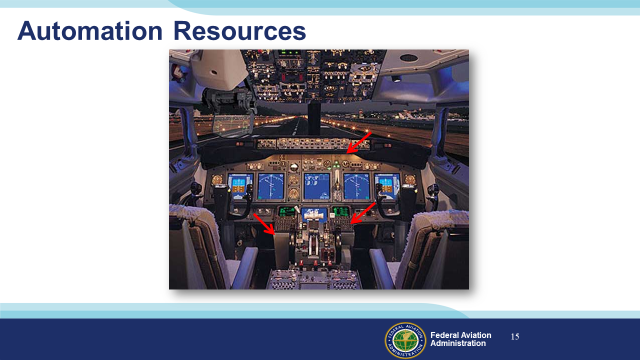 Automation Resources
Federal Aviation
Administration
15